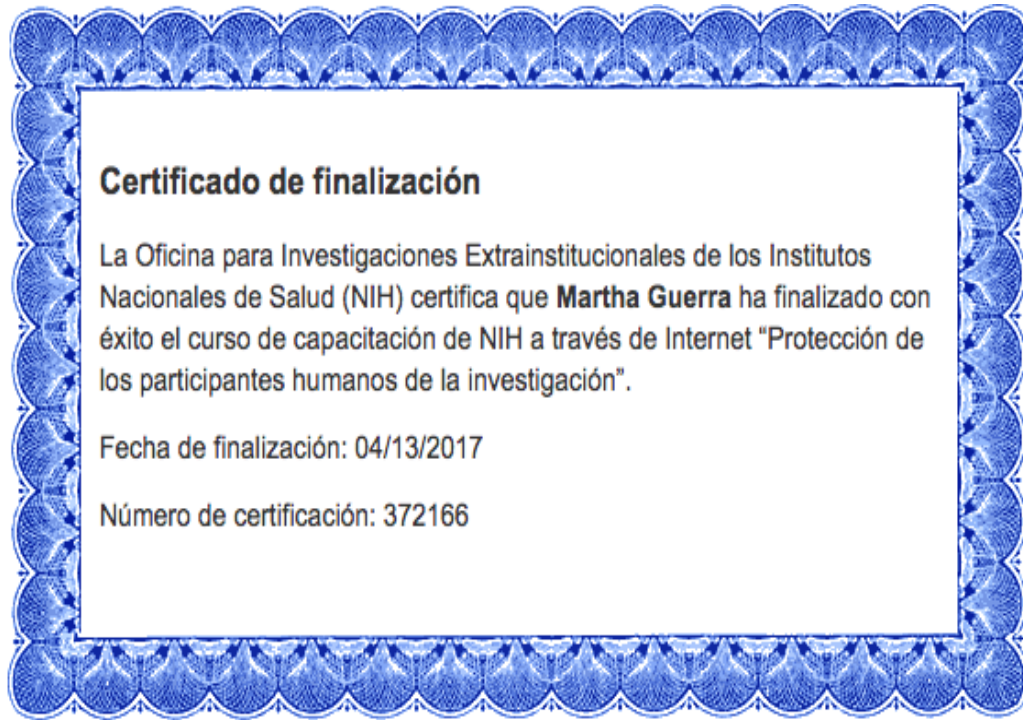 Certificado de finalización
La Oficina para Investigaciones Extrainstitucionales de los Institutos
Nacionales de Salud (NIH) certifica que Martha Guerra ha finalizado con
éxito el curso de capacitación de NIH a través de Internet “Protección de
los participantes humanos de la investigación”.
Fecha de finalización: 04/13/2017
Número de certificación: 372166